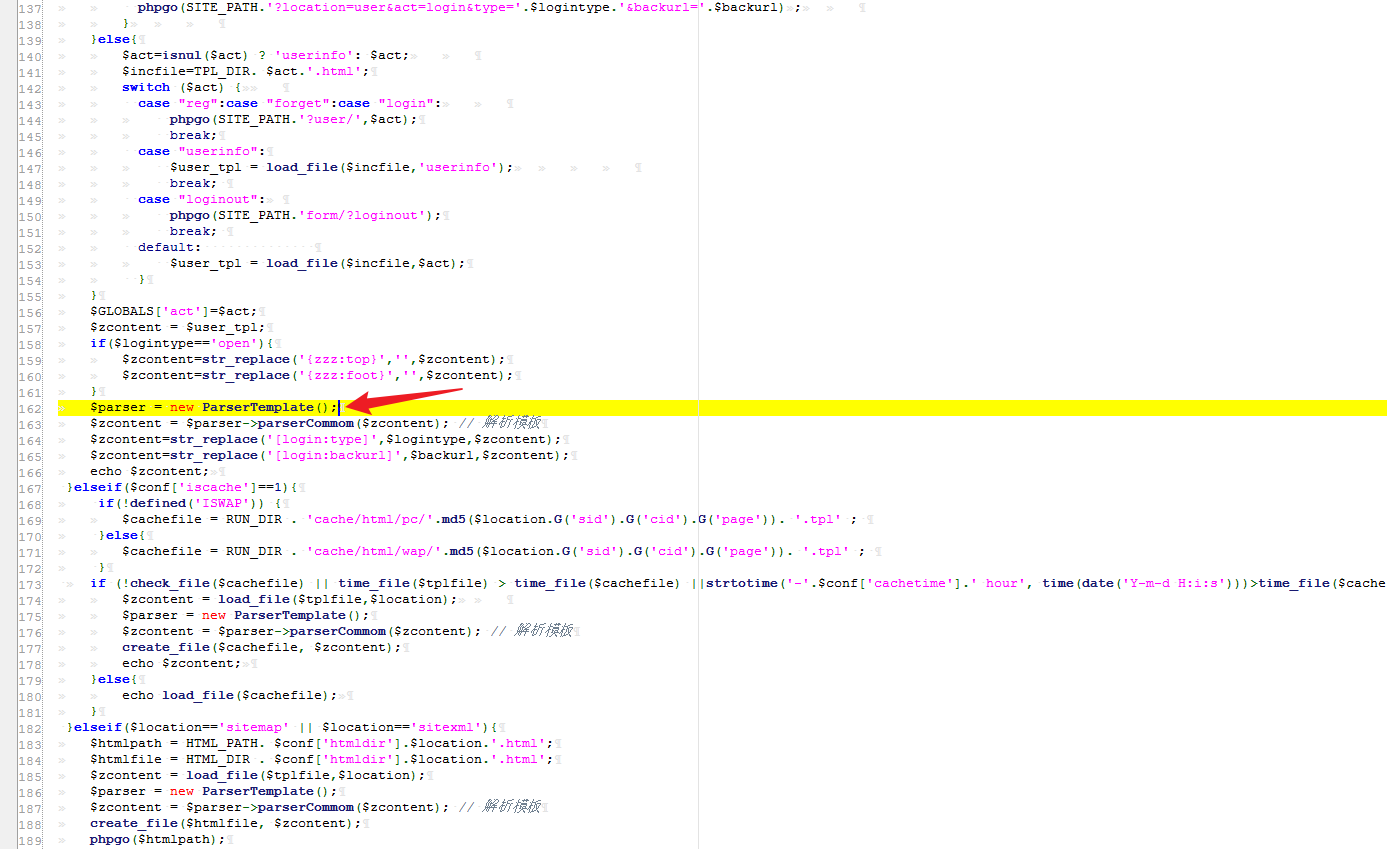 137 phpgo(SITE_PATH.'?location=user&act=login&type='.$logintype.'&backurl='.$backurl);
138 }
139 }else{
140 $act=isnul($act) ? 'userinfo': $act;
141 $incfile=TPL_DIR. $act.'.html';
142 switch ($act) {
143 case "reg":case "forget":case "login":
144 phpgo(SITE_PATH.'?user/',$act);
145 break;
146 case "userinfo":
147 $user_tpl = load_file($incfile,'userinfo');
148 break;
149 case "loginout":
150 phpgo(SITE_PATH.'form/?loginout');
151 break;
152 default:
153 $user_tpl = load_file($incfile,$act);
154 }
155 }
156 $GLOBALS['act']=$act;
157 $zcontent = $user_tpl;
158 if($logintype=='open'){
159 $zcontent=str_replace('{zzz:top}','',$zcontent);
160 $zcontent=str_replace('{zzz:foot}','',$zcontent);
161 }
162 $parser = new ParserTemplate();
163 $zcontent = $parser->parserCommom($zcontent); // 解析模板
164 $zcontent=str_replace('[login:type]',$logintype,$zcontent);
165 $zcontent=str_replace('[login:backurl]',$backurl,$zcontent);
166 echo $zcontent;
167 }elseif($conf['iscache']==1){
168 if(!defined('ISWAP')) {
169 $cachefile = RUN_DIR . 'cache/html/pc/'.md5($location.G('sid').G('cid').G('page')). '.tpl' ;
170 }else{
171 $cachefile = RUN_DIR . 'cache/html/wap/'.md5($location.G('sid').G('cid').G('page')). '.tpl' ;
172 }
173 if (!check_file($cachefile) || time_file($tplfile) > time_file($cachefile) ||strtotime('-'.$conf['cachetime'].' hour', time(date('Y-m-d H:i:s')))>time_file($cache
174 $zcontent = load_file($tplfile,$location);
175 $parser = new ParserTemplate();
176 $zcontent = $parser->parserCommom($zcontent); // 解析模板
177 create_file($cachefile, $zcontent);
178 echo $zcontent;
179 }else{
180 echo load_file($cachefile);
181 }
182 }elseif($location=='sitemap' || $location=='sitexml'){
183 $htmlpath = HTML_PATH. $conf['htmldir'].$location.'.html';
184 $htmlfile = HTML_DIR . $conf['htmldir'].$location.'.html';
185 $zcontent = load_file($tplfile,$location);
186 $parser = new ParserTemplate();
187 $zcontent = $parser->parserCommom($zcontent); // 解析模板
188 create_file($htmlfile, $zcontent);
189 phpgo($htmlpath);